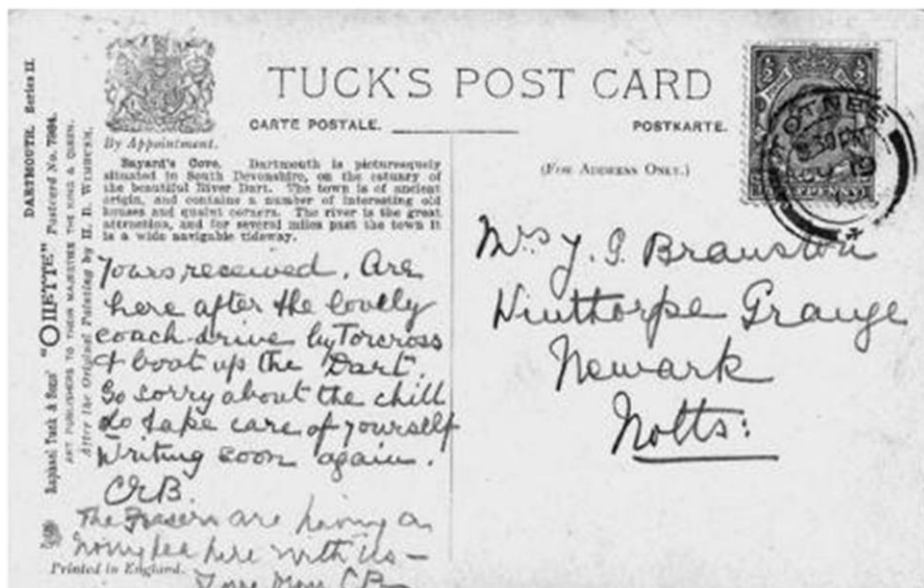 DARTMOUTH. Series II.
Raphael Tuck & Sons' "OILETTE" Postcard No. 7604.
ART PUBLISHERS TO THEIR MAJESTIES THE KING & QUEEN.
After the Original Painting by H. B. WIMBUSH.
By Appointment.
TUCK'S POST CARD
CARTE POSTALE.
POSTKARTE.
(FOR ADDRESS ONLY.)
Bayard's Cove. Dartmouth is picturesquely
situated in South Devonshire, on the estuary of
the beautiful River Dart. The town is of ancient
origin, and contains a number of interesting old
houses and quaint corners. The river is the great
attraction, and for several miles past the town it
is a wide navigable tideway.
Yours received. Are
here after the lovely
coach drive by Torcross
& boat up the Dart.
So sorry about the chill
do take care of yourself
Writing soon again.
CRB.
The Frasers are having
here with us —
Printed in England.
Mrs J. G. Branston
Winthorpe Grange
Newark
Notts:
TOTNES
AUG 19